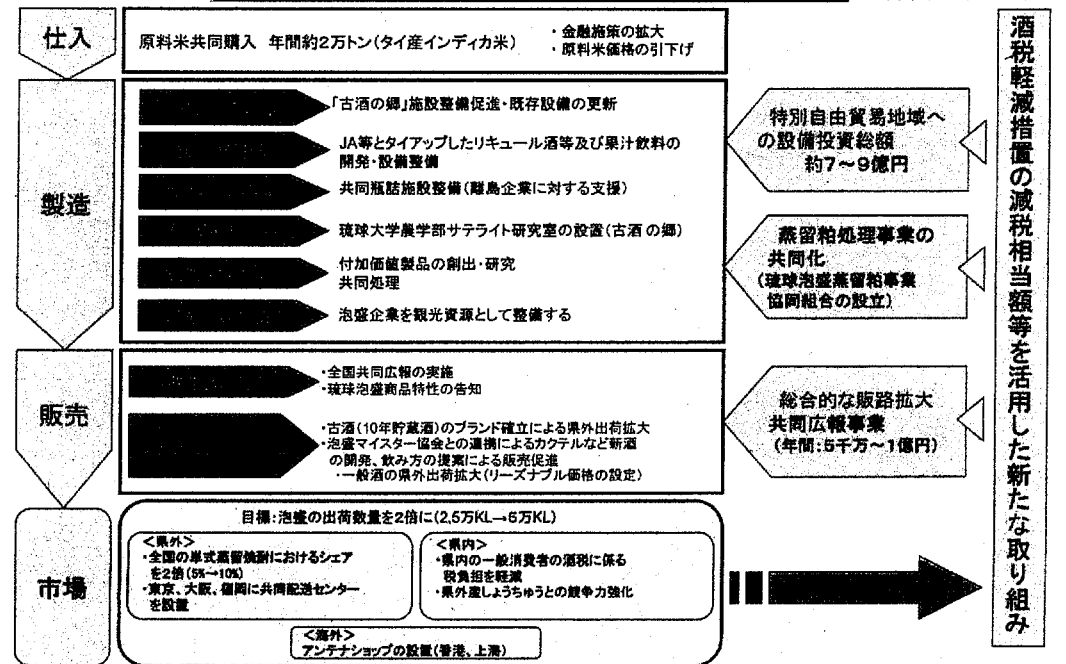 仕入
原料米共同購入 年間約2万トン(タイ産インディカ米)
・金融施策の拡大
・原料米価格の引下げ
製造
「古酒の郷」施設整備促進・既存設備の更新
JA等とタイアップしたリキュール酒等及び果汁飲料の
開発・設備整備
共同瓶詰施設整備(離島企業に対する支援)
琉球大学農学部サテライト研究室の設置(古酒の郷)
付加価値製品の創出・研究
共同処理
泡盛企業を観光資源として整備する
特別自由貿易地域へ
の設備投資総額
約7~9億円
蒸留粕処理事業の
共同化
(琉球泡盛蒸留粕事業
協同組合の設立)
販売
・全国共同広報の実施
・琉球泡盛商品特性の告知
・古酒(10年貯蔵酒)のブランド確立による県外出荷拡大
・泡盛マイスター協会との連携によるカクテルなど新酒
の開発、飲み方の提案による販売促進
・一般酒の県外出荷拡大(リーズナブル価格の設定)
総合的な販路拡大
共同広報事業
(年間:5千万~1億円)
市場
目標:泡盛の出荷数量を2倍に(2.5万KL→5万KL)
<県外>
・全国の単式蒸留焼酎におけるシェア
を2倍(5%→10%)
・東京、大阪、福岡に共同配送センター
を設置
<県内>
・県内の一般消費者の酒税に係る
税負担を軽減
・県外産しょうちゅうとの競争力強化
<海外>
アンテナショップの設置(香港、上海)
酒税軽減措置の減税相当額等を活用した新たな取り組み